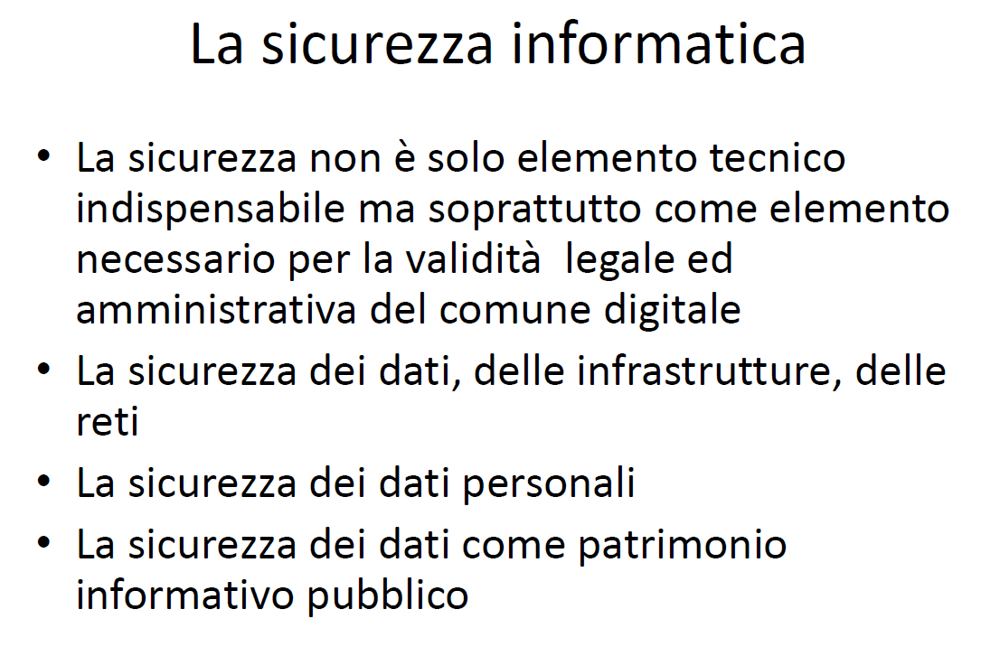 La sicurezza informatica
• La sicurezza non è solo elemento tecnico
indispensabile ma soprattutto come elemento
necessario per la validità  legale ed
amministrativa del comune digitale
• La sicurezza dei dati, delle infrastrutture, delle
reti
• La sicurezza dei dati personali
• La sicurezza dei dati come patrimonio
informativo pubblico